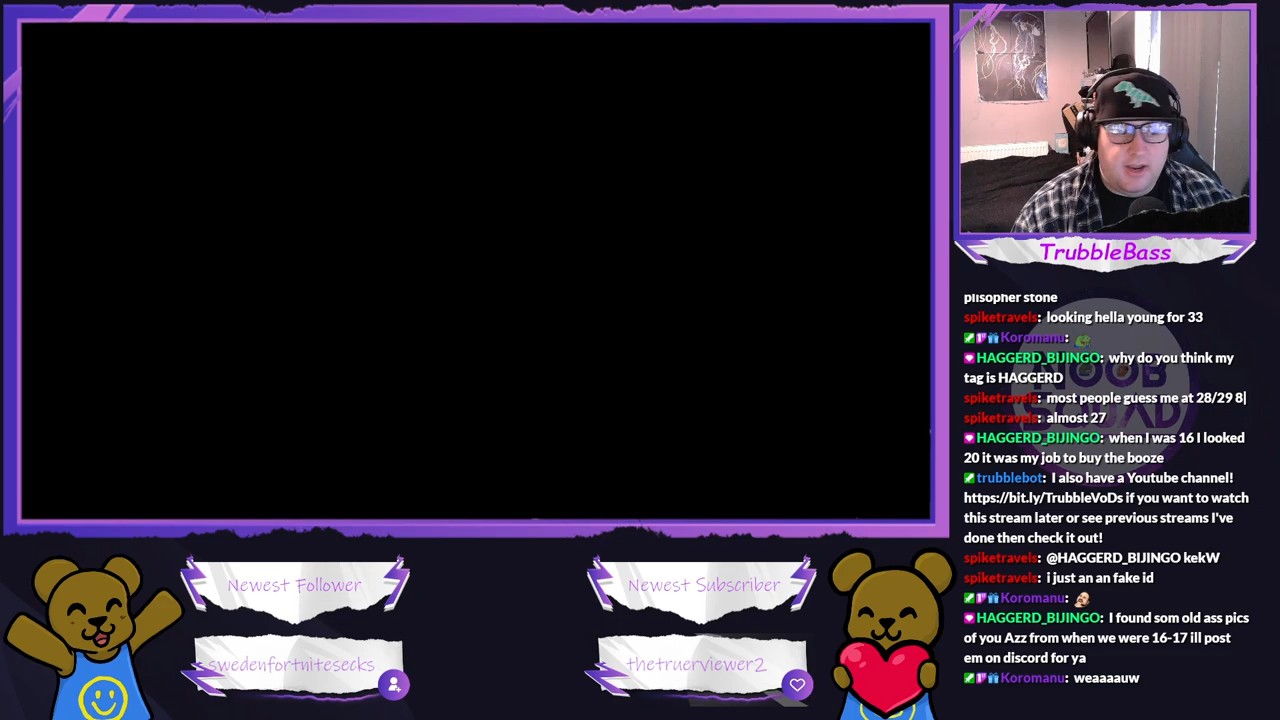 TrubbleBass
pilsopher stone
spiketravels: looking hella young for 33
Koromanu:
HAGGERD_BIJINGO: why do you think my
tag is HAGGERD
spiketravels: most people guess me at 28/29 8|
spiketravels: almost 27
HAGGERD_BIJINGO: when I was 16 I looked
20 it was my job to buy the booze
trubblebot: I also have a Youtube channel!
https://bit.ly/TrubbleVoDs if you want to watch
this stream later or see previous streams I've
done then check it out!
spiketravels: @HAGGERD_BIJINGO kekW
spiketravels: i just an an fake id
Koromanu:
HAGGERD_BIJINGO: I found som old ass pics
of you Azz from when we were 16-17 ill post
em on discord for ya
Koromanu: weaaaauw
NOOB
SQUAD
Newest Follower
swedenfortnitesecks
Newest Subscriber
thetruerviewer2